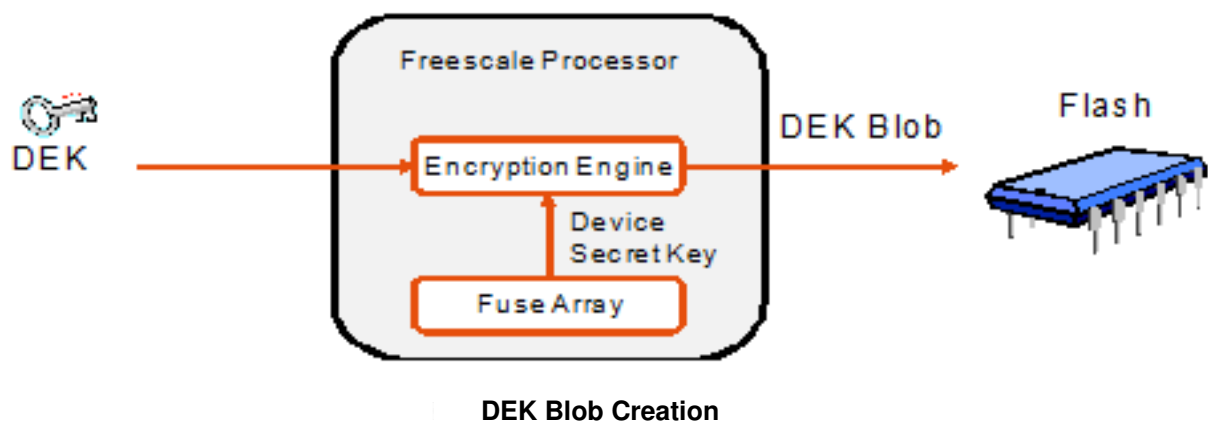 Freescale Processor
DEK
Encryption Engine
DEK Blob
Flash
Device
Secret Key
Fuse Array
DEK Blob Creation